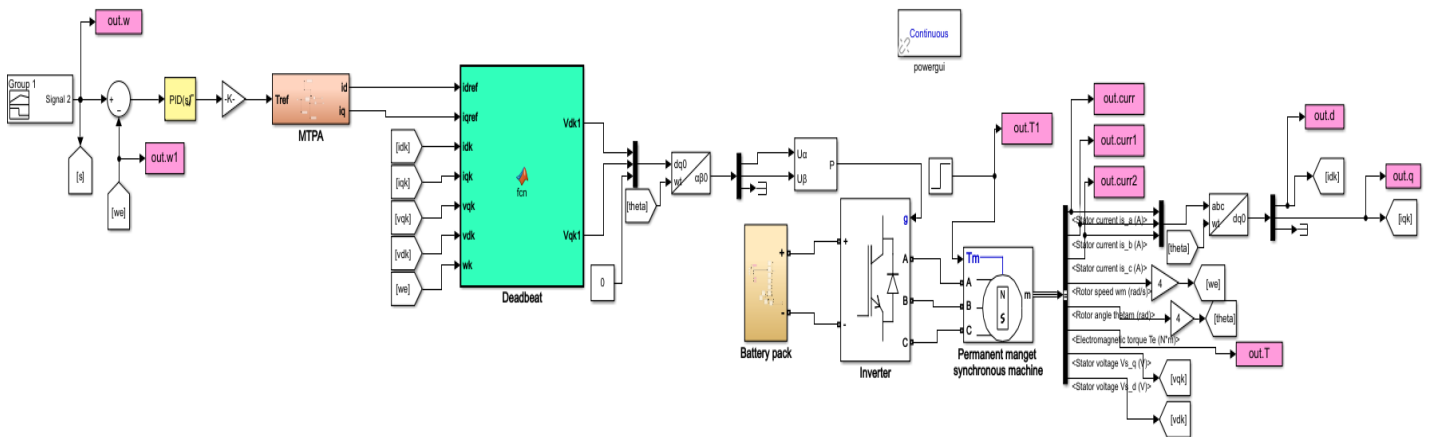 out.w
Group 1
Signal 2
+
−
PID(s)
-K-
Tref
id
iq
MTPA
[s]
out.w1
[we]
idref
iqref
idk
iqk
vqk
vdk
wk
fcn
Vdk1
Vqk1
Deadbeat
[idk]
[iqk]
[vqk]
[vdk]
[we]
0
[theta]
dq0
wt
αβ0
Uα
Uβ
P
Continuous
powergui
+
-
Battery pack
g
+
-
A
B
C
Inverter
out.T1
Tm
A
B
C
N
S
m
Permanent manget
synchronous machine
out.curr
out.curr1
out.curr2
<Stator current is_a (A)>
<Stator current is_b (A)>
<Stator current is_c (A)>
<Rotor speed wm (rad/s)>
<Rotor angle thetam (rad)>
<Electromagnetic torque Te (N*m)>
<Stator voltage Vs_q (V)>
<Stator voltage Vs_d (V)>
[theta]
abc
wt
dq0
out.d
[idk]
out.q
[iqk]
4
[we]
4
[theta]
out.T
[vqk]
[vdk]